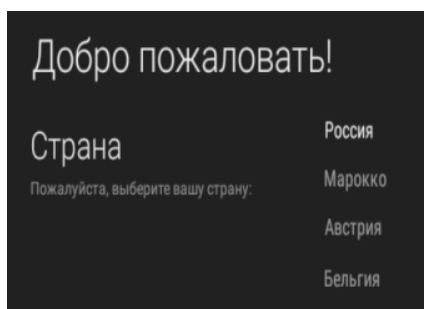 Добро пожаловать!
Страна
Пожалуйста, выберите вашу страну:
Россия
Марокко
Австрия
Бельгия